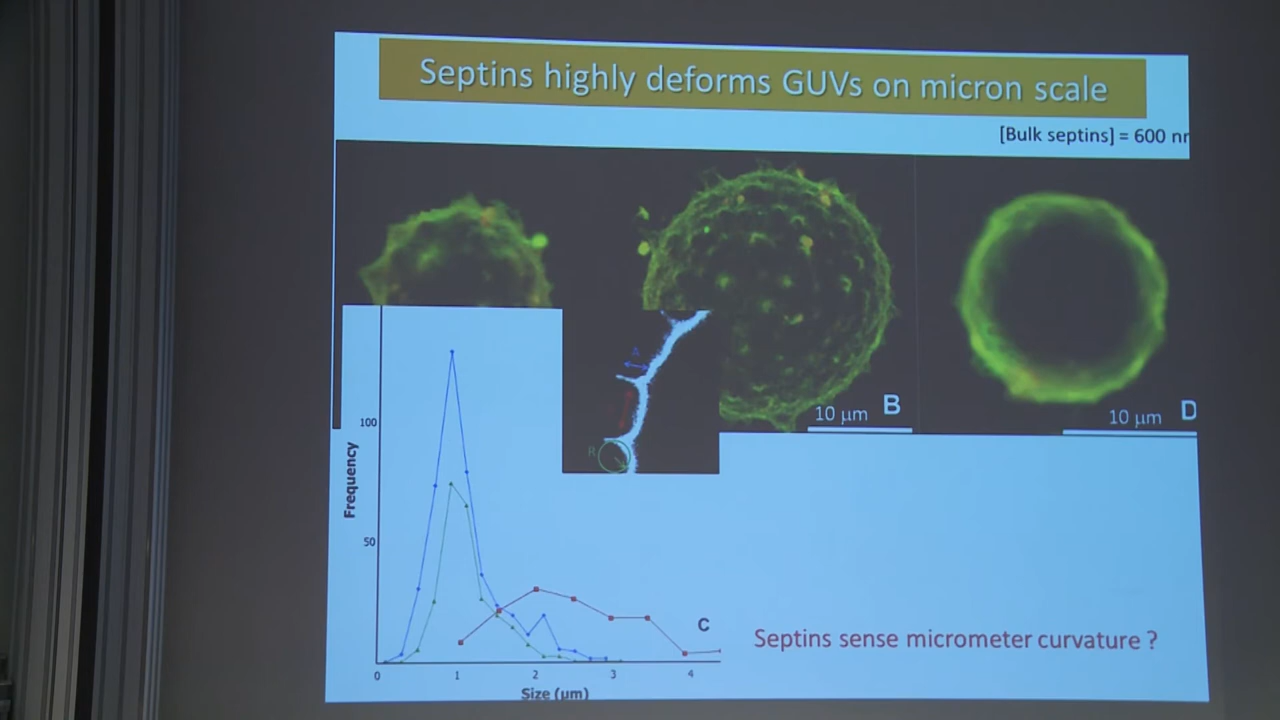 Septins highly deforms GUVs on micron scale
[Bulk septins] = 600 nr
A
R
10 μm B
10 μm D
100
50
Frequency
C
0 1 2 3 4
Size (μm)
Septins sense micrometer curvature ?